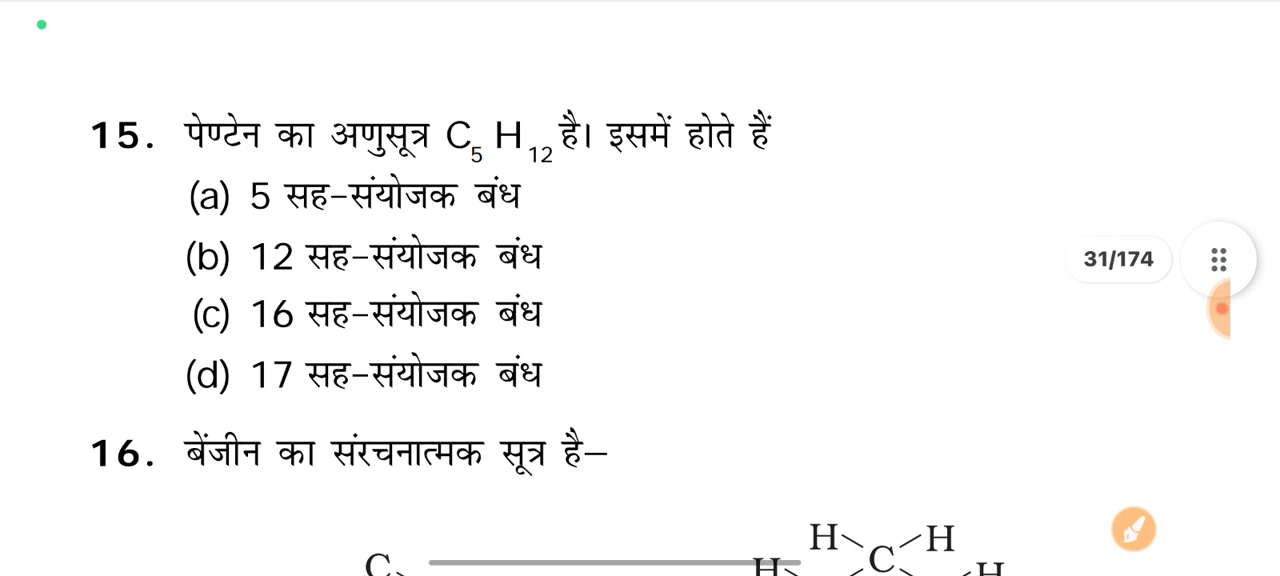 15. पेण्टेन का अणुसूत्र C₅ H₁₂ है। इसमें होते हैं
(a) 5 सह-संयोजक बंध
(b) 12 सह-संयोजक बंध
31/174
(c) 16 सह-संयोजक बंध
(d) 17 सह-संयोजक बंध
16. बेंजीन का संरचनात्मक सूत्र है–
H H
C C
H H